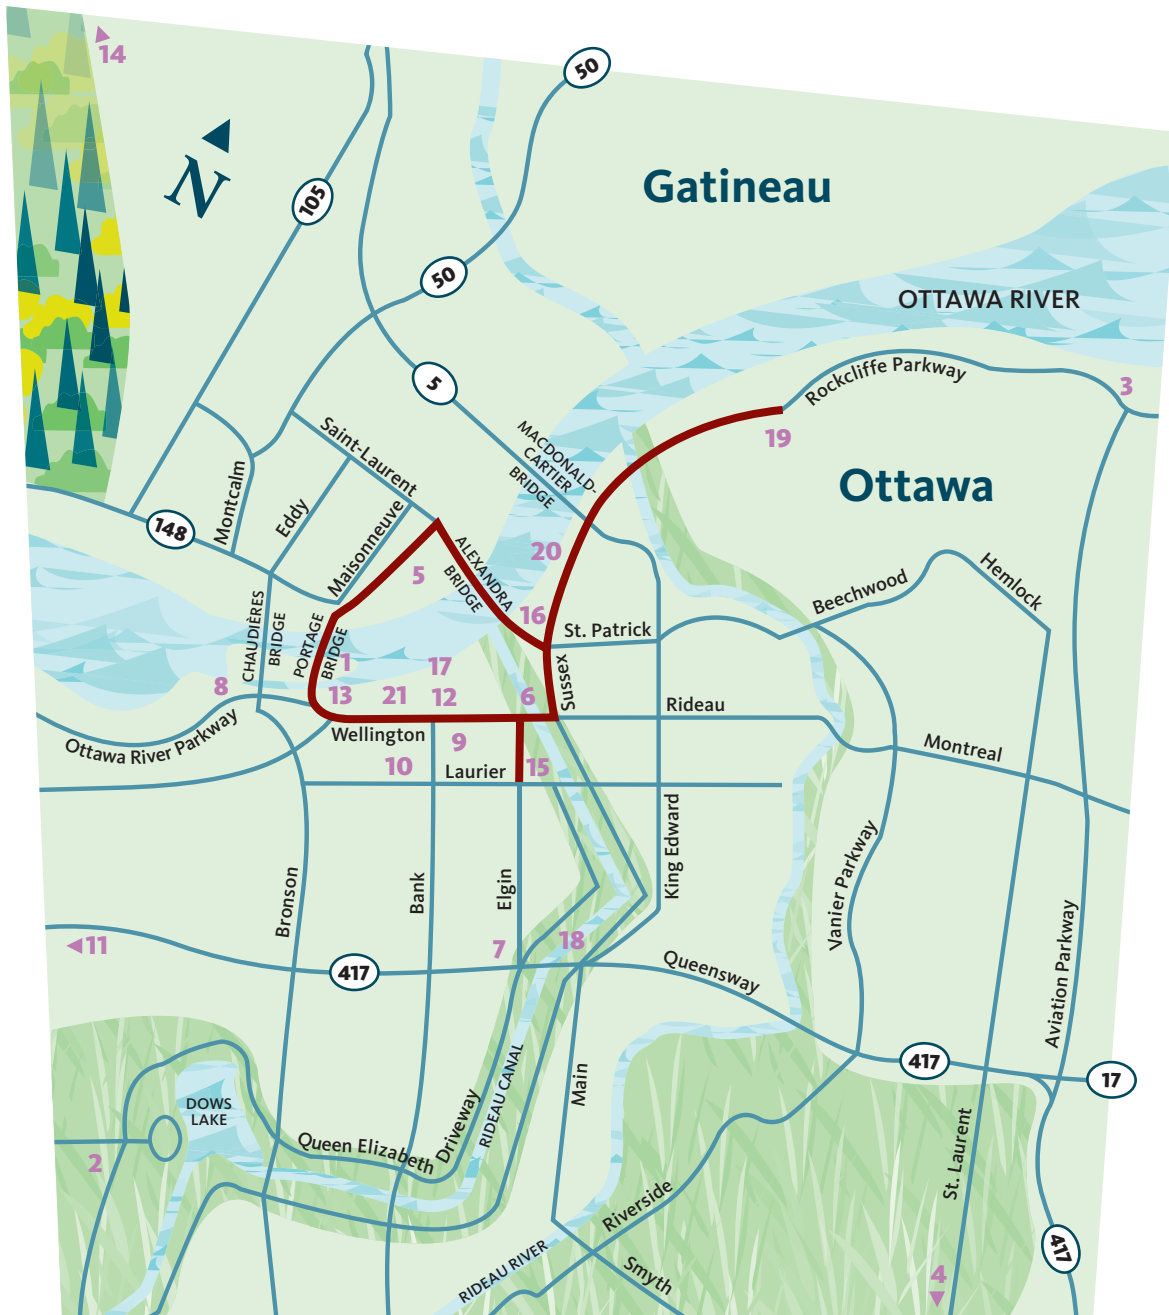 14
50
N
105
Gatineau
50
OTTAWA RIVER
5
Rockcliffe Parkway
3
19
MACDONALD-
CARTIER
BRIDGE
Saint-Laurent
Ottawa
Montcalm
Eddy
148
Maisonneuve
ALEXANDRA
BRIDGE
20
5
Hemlock
Beechwood
16
St. Patrick
CHAUDIÈRES
BRIDGE
PORTAGE
BRIDGE
1
17
8
13
21
12
6
Sussex
Rideau
Ottawa River Parkway
Wellington
9
10
Laurier
15
Montreal
King Edward
Bronson
Bank
Elgin
Vanier Parkway
Aviation Parkway
11
417
7
18
Queensway
417
17
DOWS
LAKE
Main
RIDEAU CANAL
Queen Elizabeth
Driveway
2
St. Laurent
Riverside
RIDEAU RIVER
Smyth
4
417